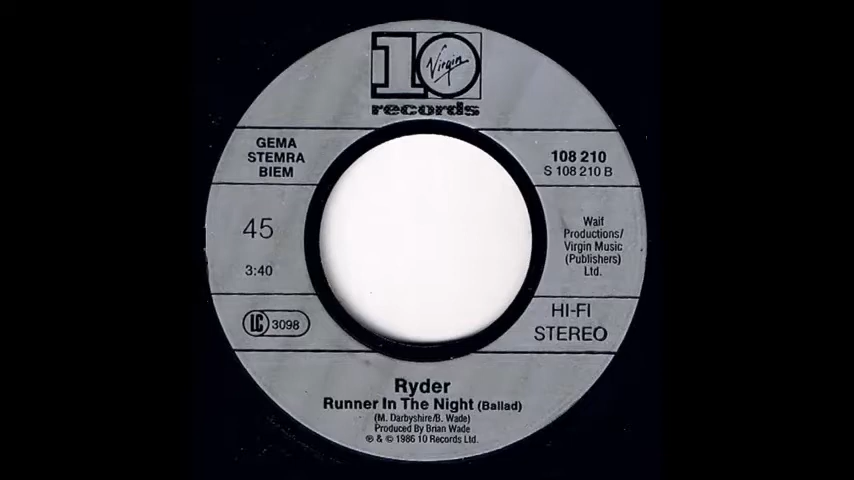 10 Virgin
records
GEMA
STEMRA
BIEM
108 210
S 108 210 B
45
3:40
Waif
Productions/
Virgin Music
(Publishers)
Ltd.
LC 3098
HI-FI
STEREO
Ryder
Runner In The Night (Ballad)
(M. Darbyshire/B. Wade)
Produced By Brian Wade
℗ & © 1986 10 Records Ltd.